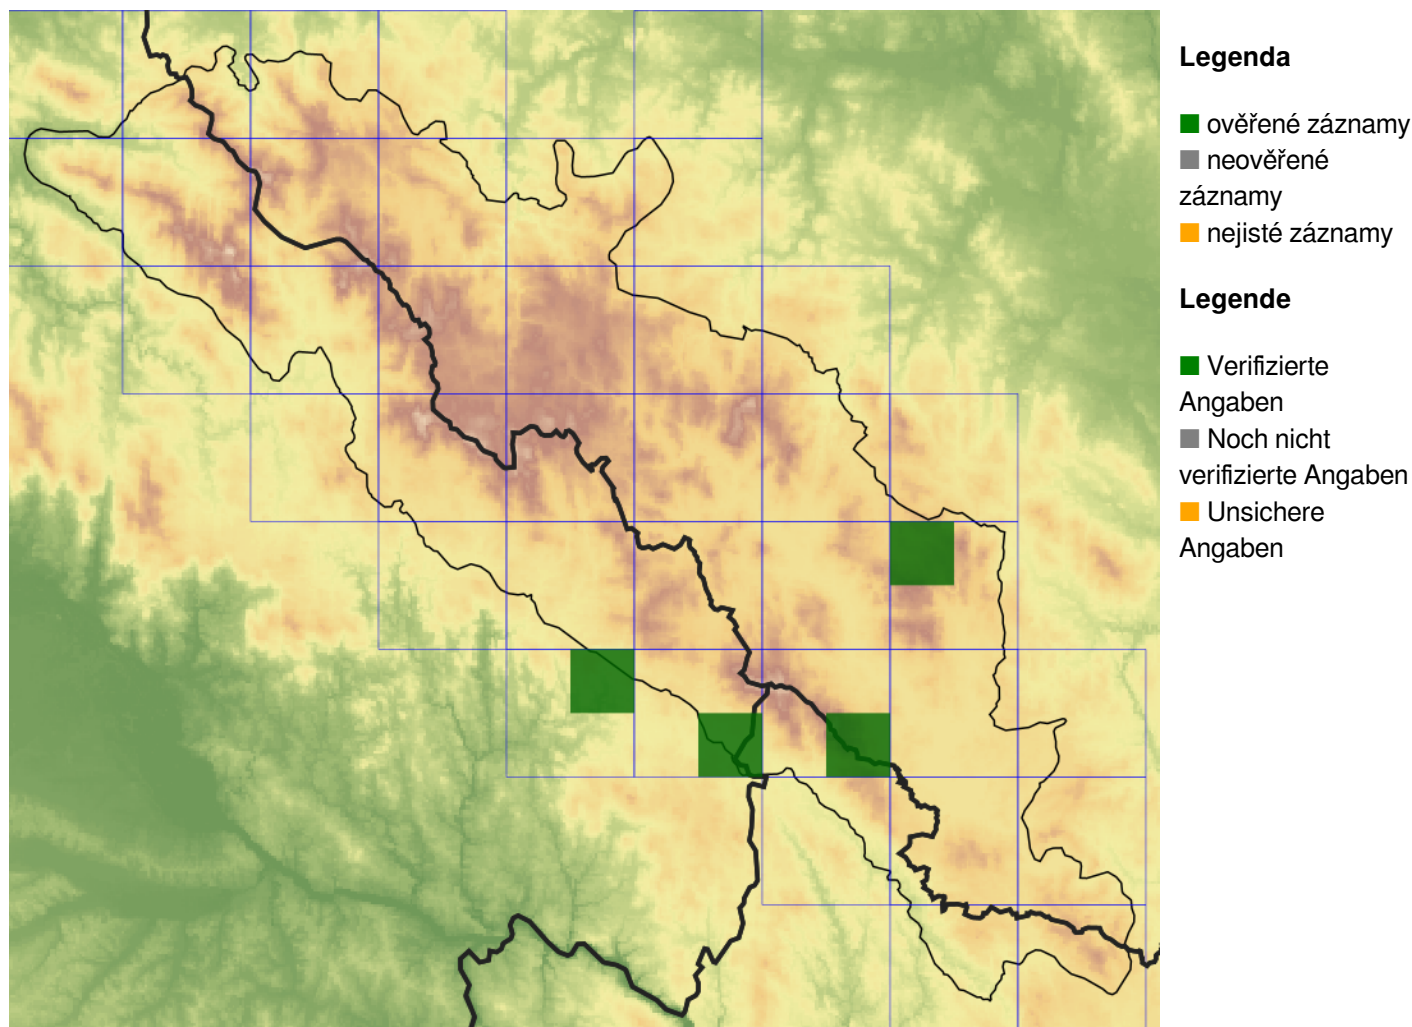 Legenda
ověřené záznamy
neověřené
záznamy
nejisté záznamy
Legende
Verifizierte
Angaben
Noch nicht
verifizierte Angaben
Unsichere
Angaben